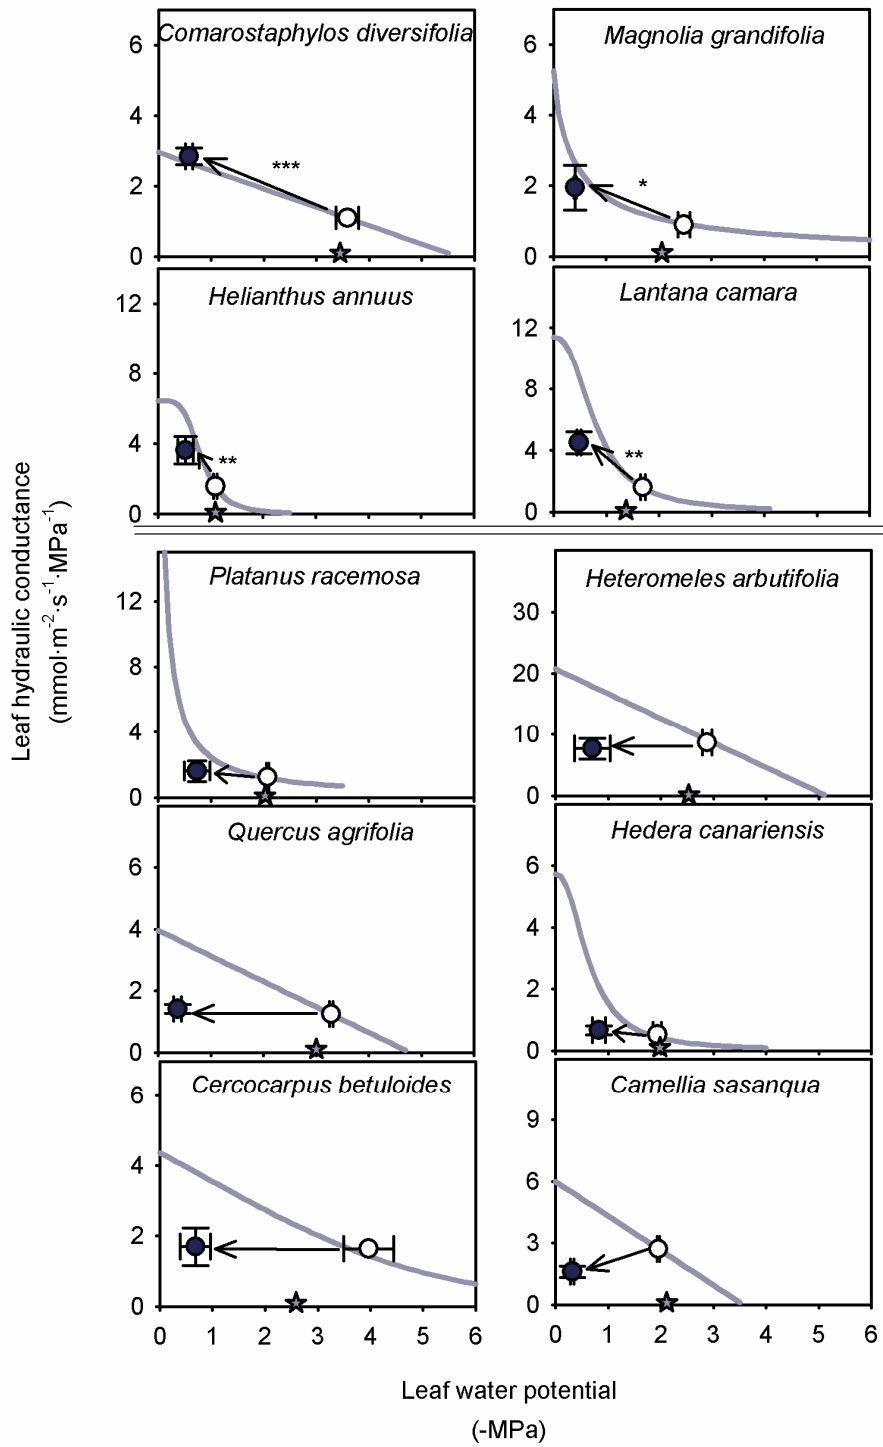 Comarostaphylos diversifolia
6
4
2
0
***
Magnolia grandifolia
6
4
2
0
*
Helianthus annuus
12
8
4
0
**
Lantana camara
12
8
4
0
**
Leaf hydraulic conductance
(mmol·m⁻²·s⁻¹·MPa⁻¹)
Platanus racemosa
12
8
4
0
Heteromeles arbutifolia
30
20
10
0
Quercus agrifolia
6
4
2
0
Hedera canariensis
6
4
2
0
Cercocarpus betuloides
6
4
2
0
0 1 2 3 4 5 6
Camellia sasanqua
9
6
3
0
0 1 2 3 4 5 6
Leaf water potential
(-MPa)